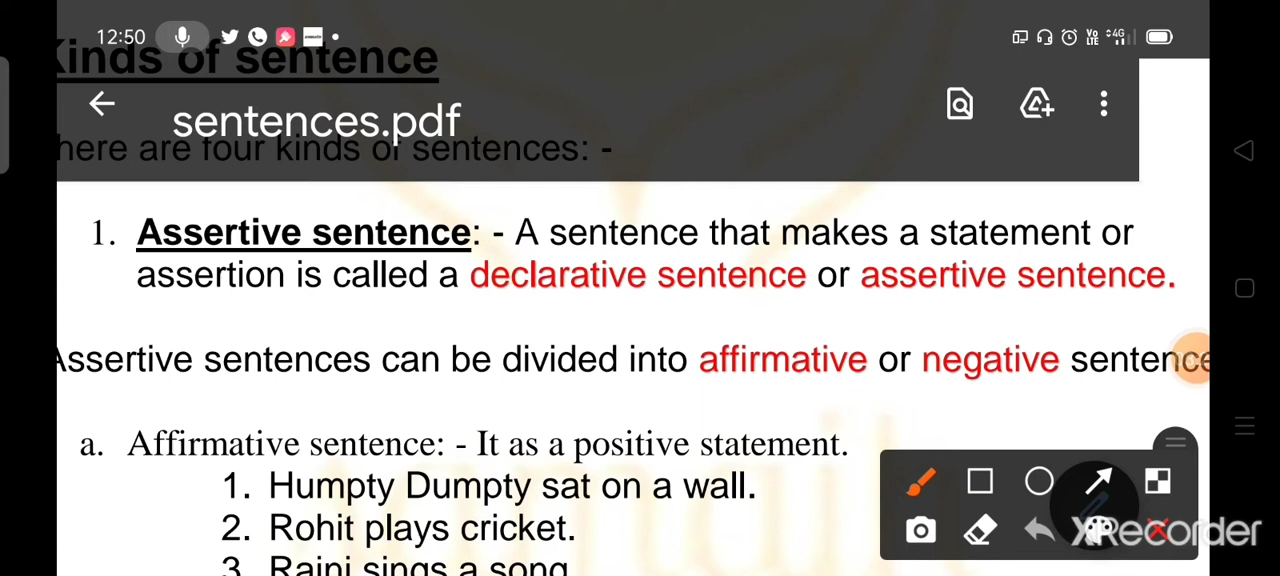 12:50
Kinds of sentence
sentences.pdf
here are four kinds of sentences: -
1. Assertive sentence: - A sentence that makes a statement or
assertion is called a declarative sentence or assertive sentence.
Assertive sentences can be divided into affirmative or negative sentence
a. Affirmative sentence: - It as a positive statement.
1. Humpty Dumpty sat on a wall.
2. Rohit plays cricket.
3. Rajni sings a song
XRecorder